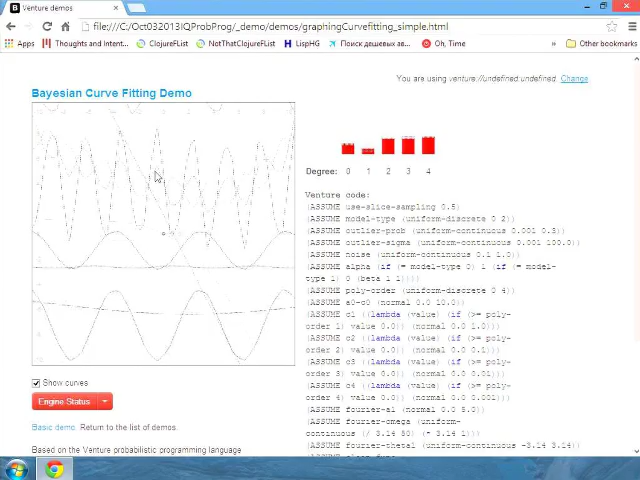 Venture demos
file:///C:/Oct032013IQProbProg/_demo/demos/graphingCurvefitting_simple.html
Apps Thoughts and Intent... ClojureFList NotThatClojureFList LispHG Поиск дешевых ав... Oh, Time » Other bookmarks
You are using venture://undefined:undefined. Change
Bayesian Curve Fitting Demo
Degree: 0 1 2 3 4
Venture code:
(ASSUME use-slice-sampling 0.5)
(ASSUME model-type (uniform-discrete 0 2))
(ASSUME outlier-prob (uniform-continuous 0.001 0.3))
(ASSUME outlier-sigma (uniform-continuous 0.001 100.0))
(ASSUME noise (uniform-continuous 0.1 1.0))
(ASSUME alpha (if (= model-type 0) 1 (if (= model-
type 1) 0 (beta 1 1))))
(ASSUME poly-order (uniform-discrete 0 4))
(ASSUME a0-c0 (normal 0.0 10.0))
(ASSUME c1 ((lambda (value) (if (>= poly-
order 1) value 0.0)) (normal 0.0 1.0))
(ASSUME c2 ((lambda (value) (if (>= poly-
order 2) value 0.0)) (normal 0.0 0.1))
(ASSUME c3 ((lambda (value) (if (>= poly-
order 3) value 0.0)) (normal 0.0 0.01))
(ASSUME c4 ((lambda (value) (if (>= poly-
order 4) value 0.0)) (normal 0.0 0.001))
(ASSUME fourier-a1 (normal 0.0 5.0))
(ASSUME fourier-omega (uniform-
continuous (/ 3.14 50) (* 3.14 1)))
(ASSUME fourier-theta1 (uniform-continuous -3.14 3.14))
Show curves
Engine Status
Basic demo. Return to the list of demos.
Based on the Venture probabilistic programming language